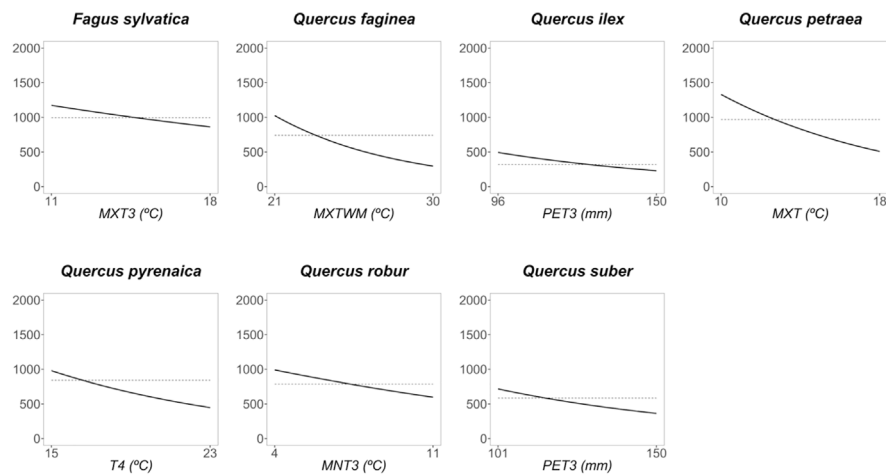 Fagus sylvatica Quercus faginea Quercus ilex Quercus petraea
2000 2000 2000 2000
1500 1500 1500 1500
1000 1000 1000 1000
500 500 500 500
0 0 0 0
11 18 21 30 96 150 10 18
MXT3 (ºC) MXTWM (ºC) PET3 (mm) MXT (ºC)
Quercus pyrenaica Quercus robur Quercus suber
2000 2000 2000
1500 1500 1500
1000 1000 1000
500 500 500
0 0 0
15 23 4 11 101 150
T4 (ºC) MNT3 (ºC) PET3 (mm)